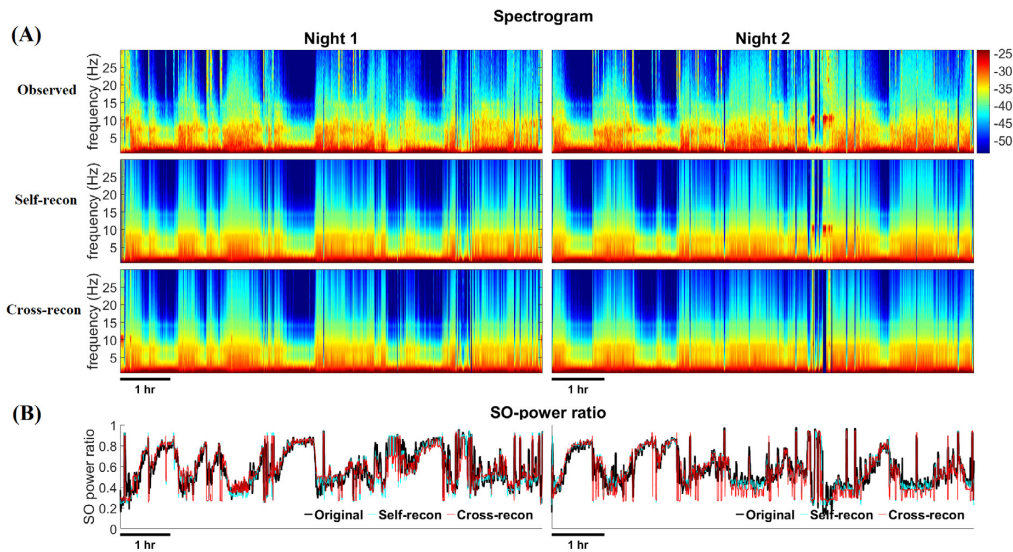 Spectrogram
(A)
Night 1
Night 2
Observed
frequency (Hz)
25
20
15
10
5
-25
-30
-35
-40
-45
-50
Self-recon
frequency (Hz)
25
20
15
10
5
Cross-recon
frequency (Hz)
25
20
15
10
5
1 hr
1 hr
(B)
SO-power ratio
SO power ratio
1
0.8
0.6
0.4
0.2
0
Original Self-recon Cross-recon
Original Self-recon Cross-recon
1 hr
1 hr